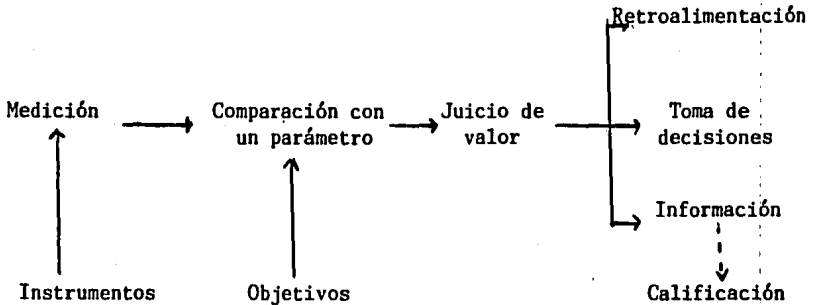 Retroalimentación
Medición
Comparación con
un parámetro
Juicio de
valor
Toma de
decisiones
Información
Instrumentos
Objetivos
Calificación